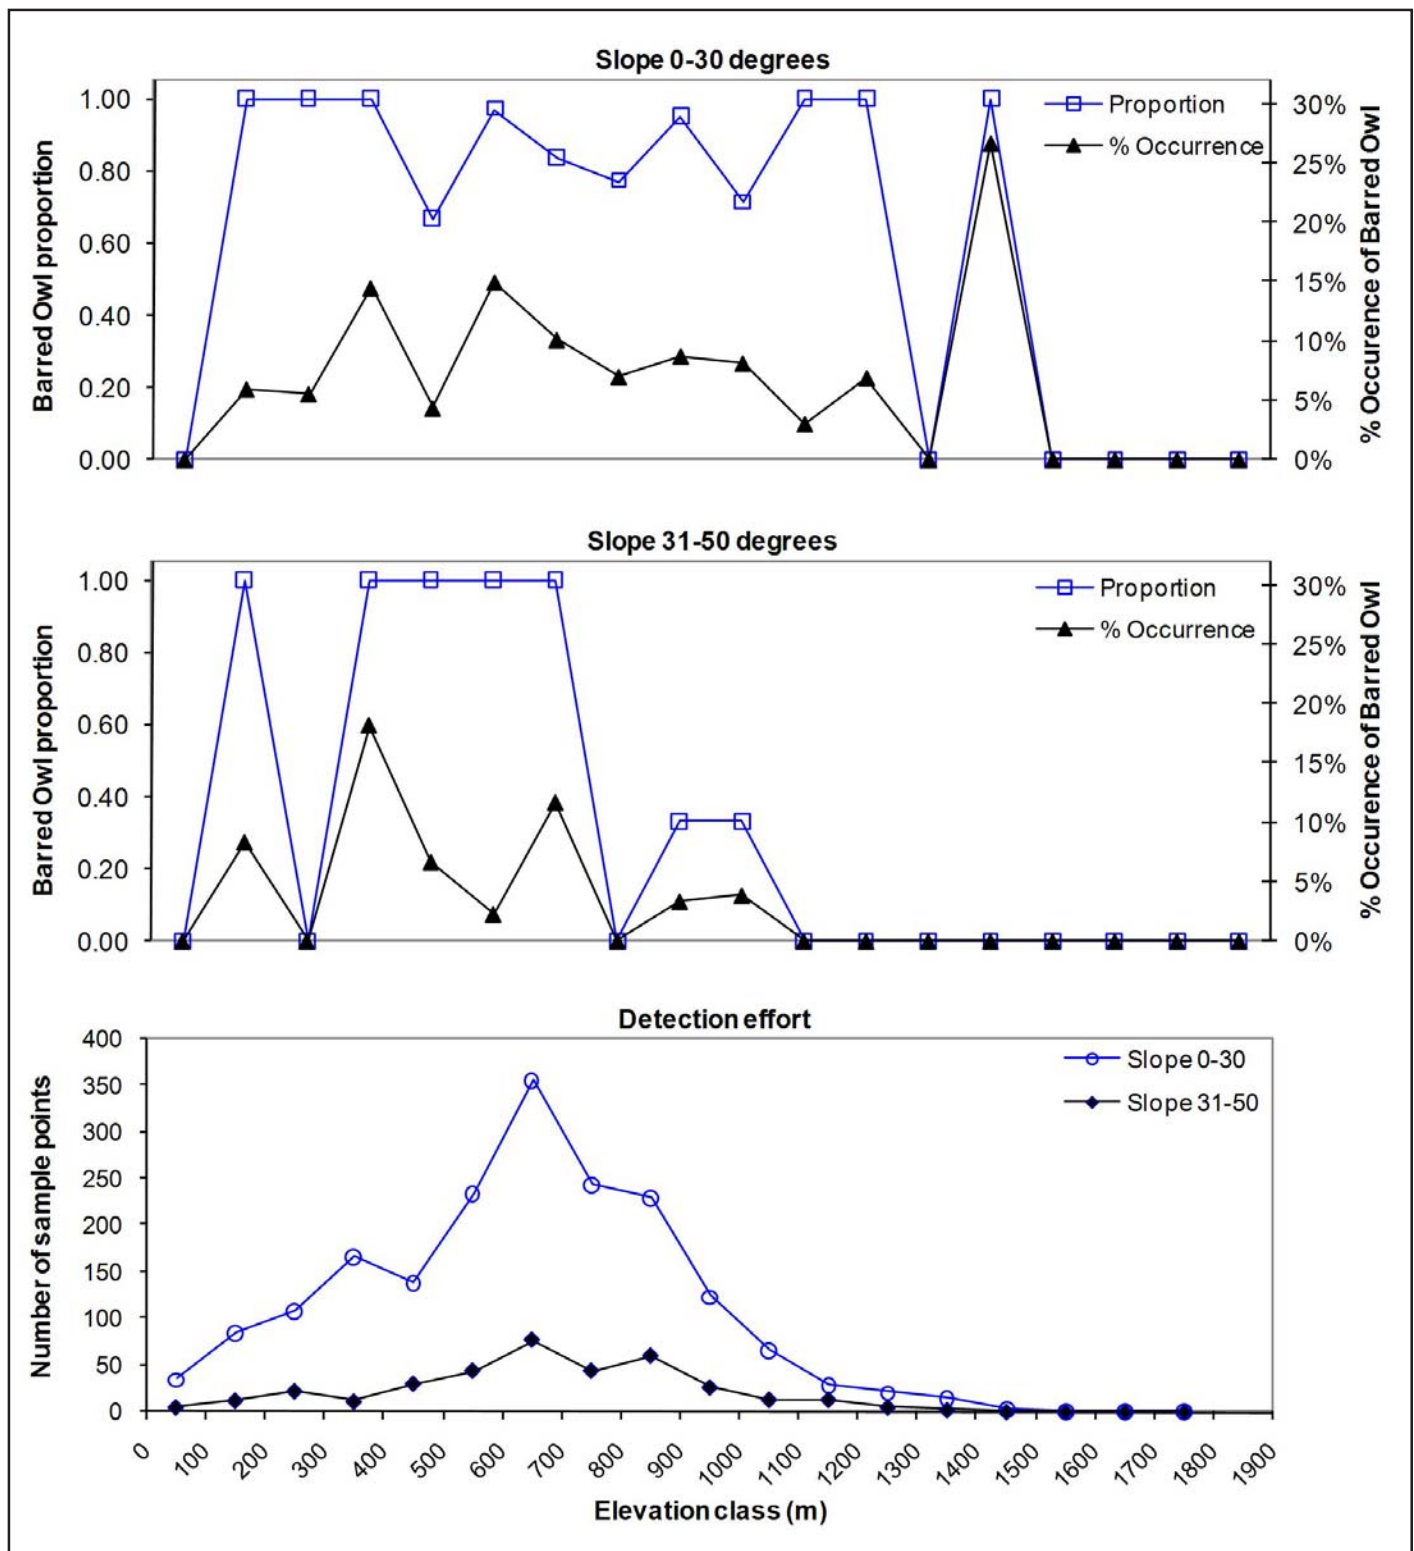 Slope 0-30 degrees
Barred Owl proportion
1.00
0.80
0.60
0.40
0.20
0.00
Proportion
% Occurrence
30%
25%
20%
15%
10%
5%
0%
% Occurence of Barred Owl
Slope 31-50 degrees
Barred Owl proportion
1.00
0.80
0.60
0.40
0.20
0.00
Proportion
% Occurrence
30%
25%
20%
15%
10%
5%
0%
% Occurence of Barred Owl
Detection effort
Number of sample points
400
350
300
250
200
150
100
50
0
Slope 0-30
Slope 31-50
0 100 200 300 400 500 600 700 800 900 1000 1100 1200 1300 1400 1500 1600 1700 1800 1900
Elevation class (m)